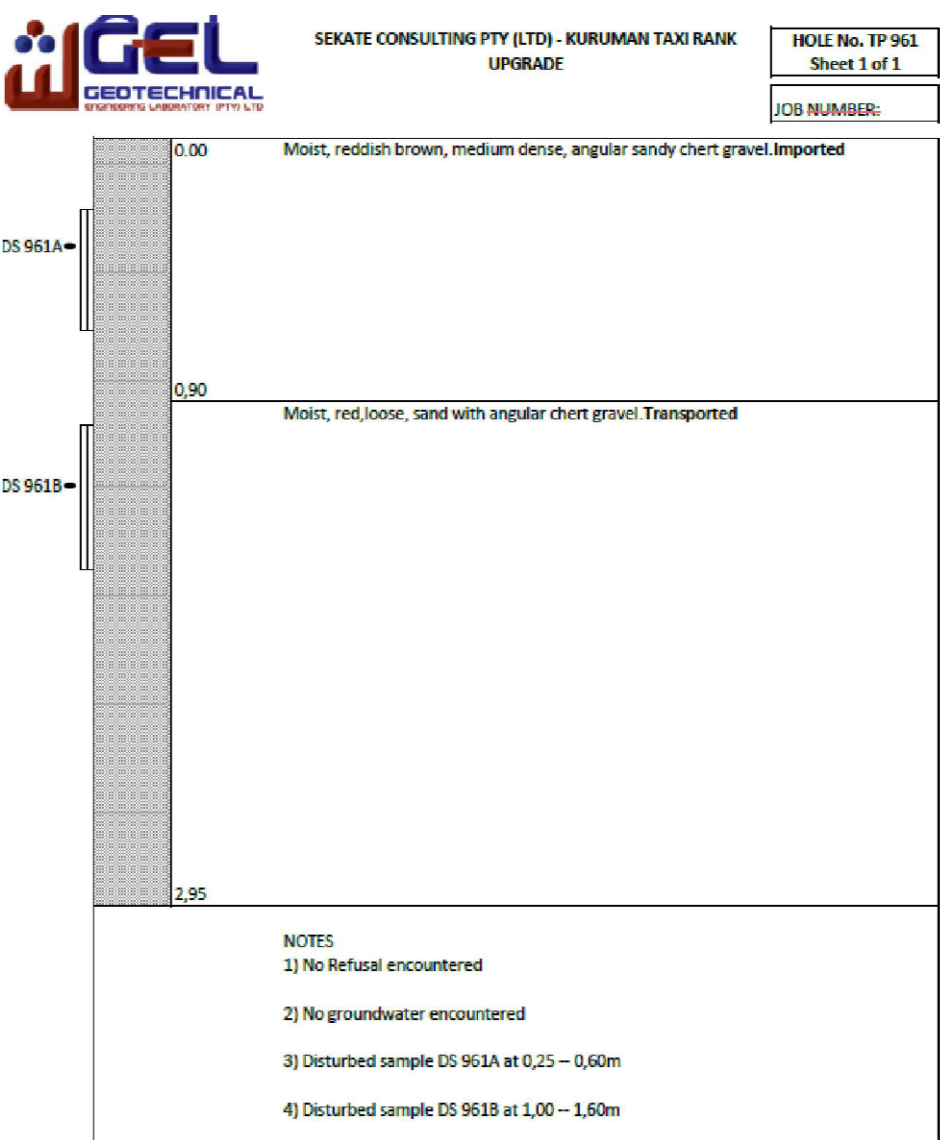 GEL
GEOTECHNICAL
ENGINEERING LABORATORY (PTY) LTD
SEKATE CONSULTING PTY (LTD) - KURUMAN TAXI RANK
UPGRADE
HOLE No. TP 961
Sheet 1 of 1
JOB NUMBER:
0.00 Moist, reddish brown, medium dense, angular sandy chert gravel.Imported
DS 961A
0,90
Moist, red,loose, sand with angular chert gravel.Transported
DS 961B
2,95
NOTES
1) No Refusal encountered
2) No groundwater encountered
3) Disturbed sample DS 961A at 0,25 -- 0,60m
4) Disturbed sample DS 961B at 1,00 -- 1,60m